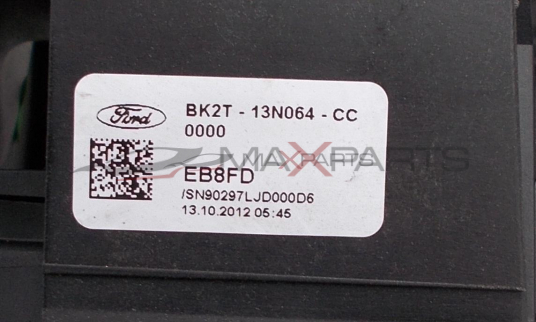 Ford
BK2T - 13N064 - CC
0000
MAXPARTS
EB8FD
/SN90297LJD000D6
13.10.2012 05:45